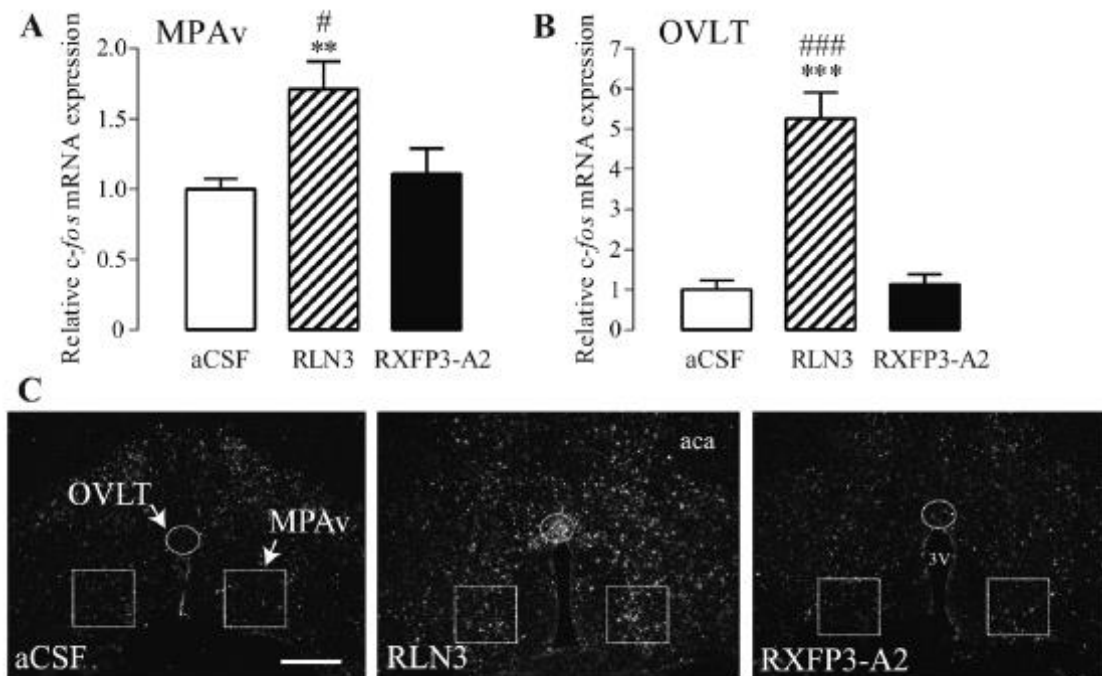 A MPAv
Relative c-fos mRNA expression
2.0
1.5
1.0
0.5
0
#
**
aCSF RLN3 RXFP3-A2
B OVLT
Relative c-fos mRNA expression
7
6
5
4
3
2
1
0
###
***
aCSF RLN3 RXFP3-A2
C
OVLT
MPAv
aCSF
aca
RLN3
3V
RXFP3-A2